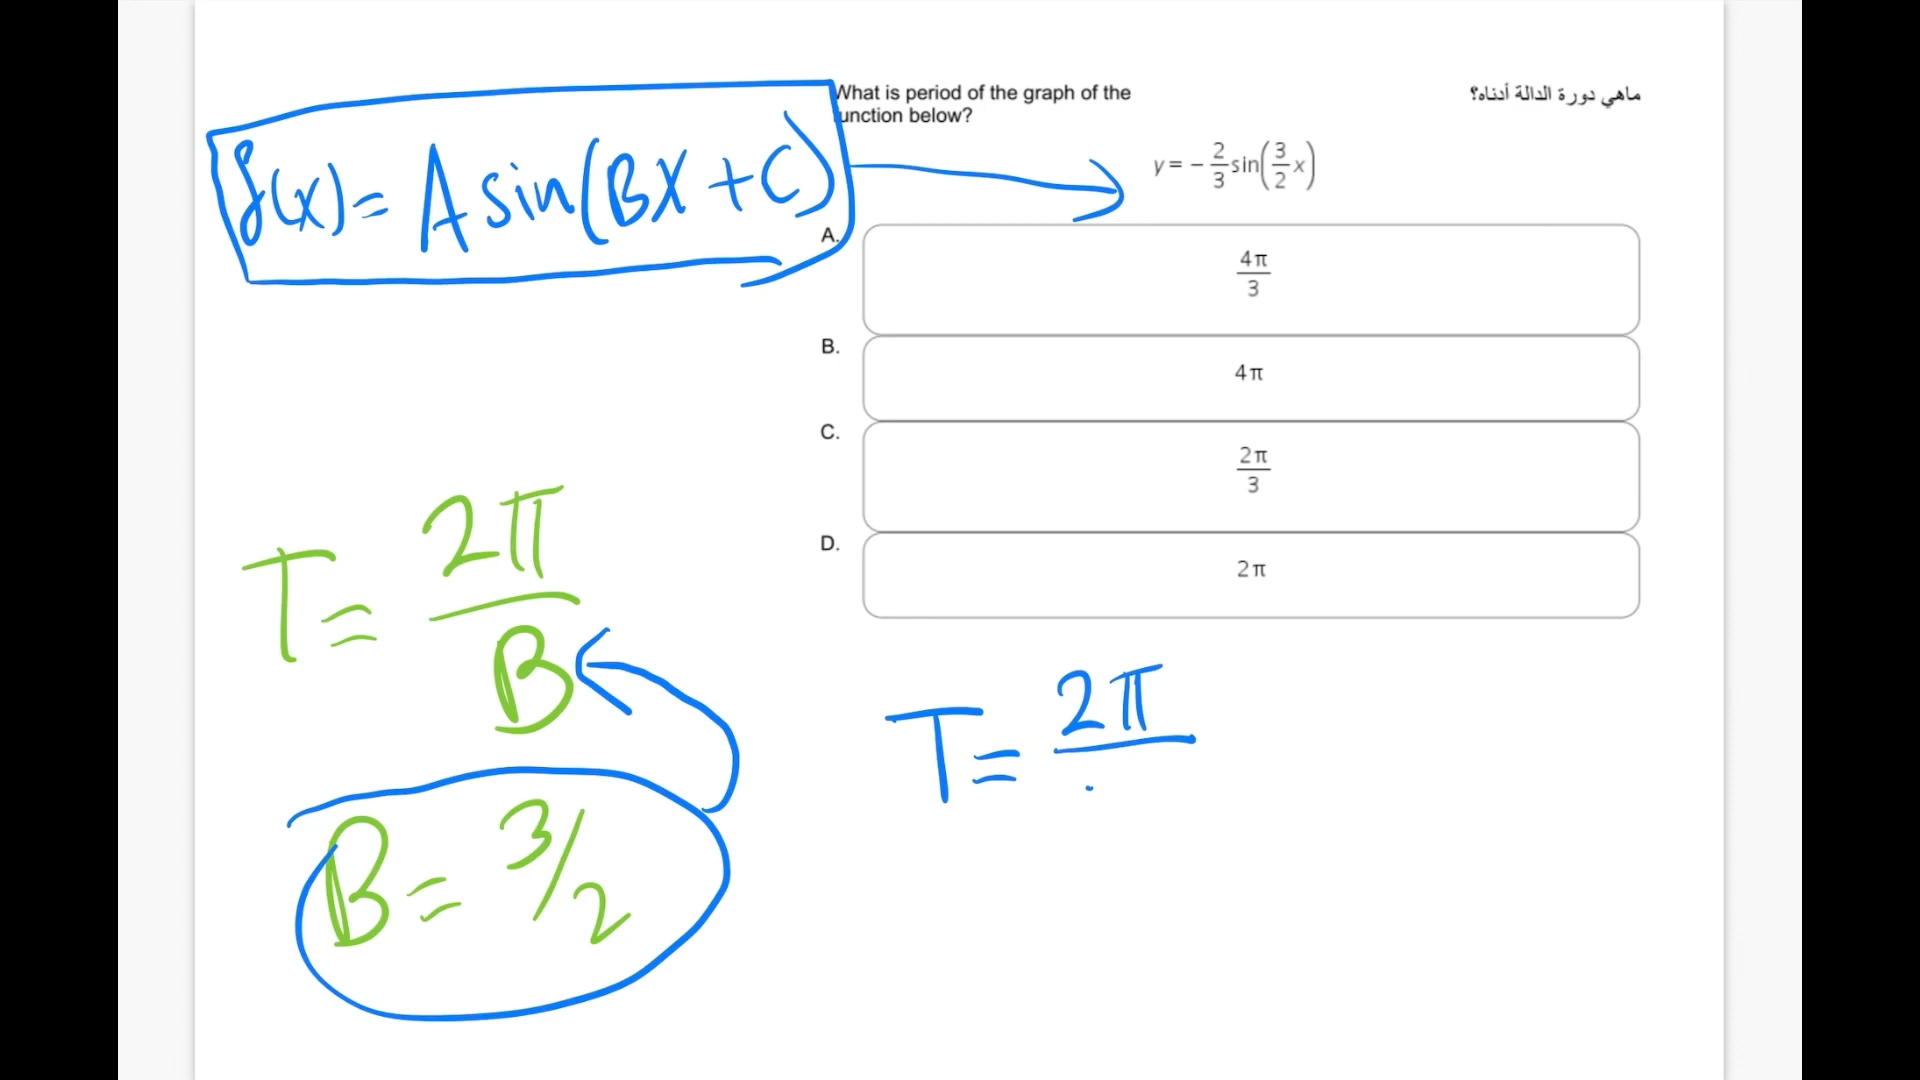 What is period of the graph of the
unction below?
ماهي دورة الدالة أدناه؟
y = - 2/3 sin(3/2 x)
f(x) = A sin(BX + C)
A. 4π/3
B. 4π
C. 2π/3
D. 2π
T = 2π/B
B = 3/2
T = 2π